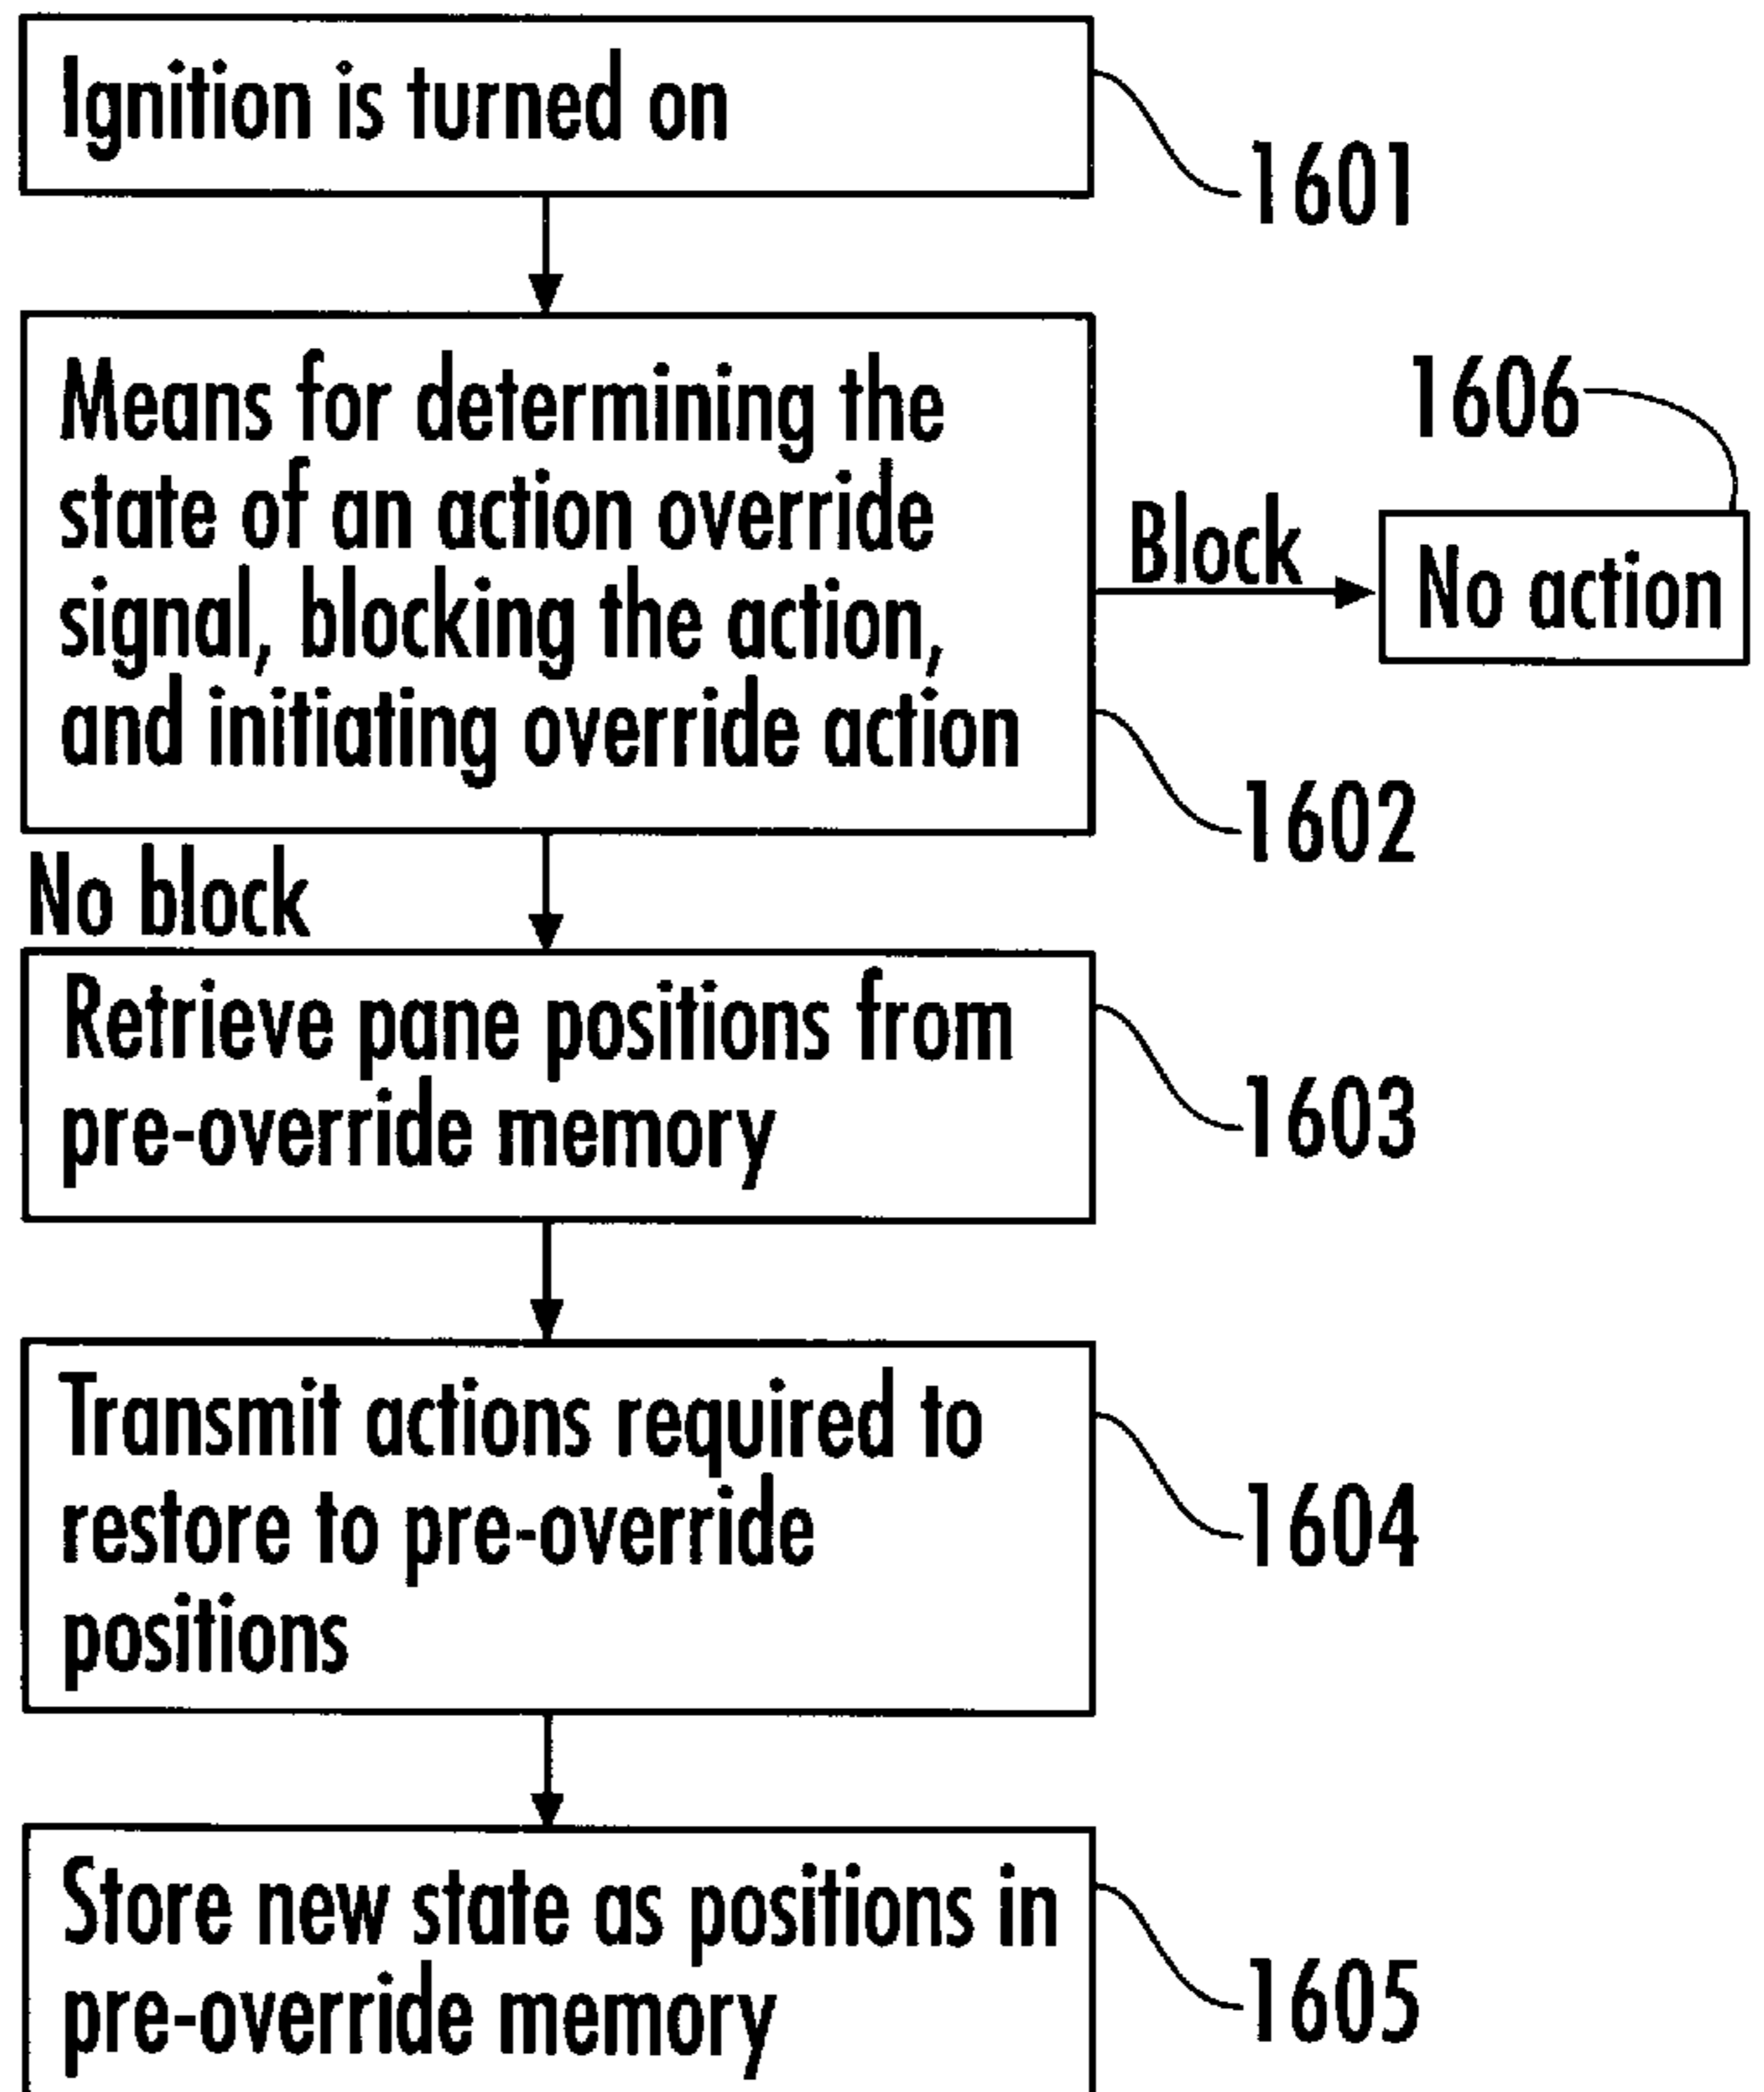 Ignition is turned on
1601
Means for determining the
state of an action override
signal, blocking the action,
and initiating override action
1602
Block
1606
No action
No block
Retrieve pane positions from
pre-override memory
1603
Transmit actions required to
restore to pre-override
positions
1604
Store new state as positions in
pre-override memory
1605